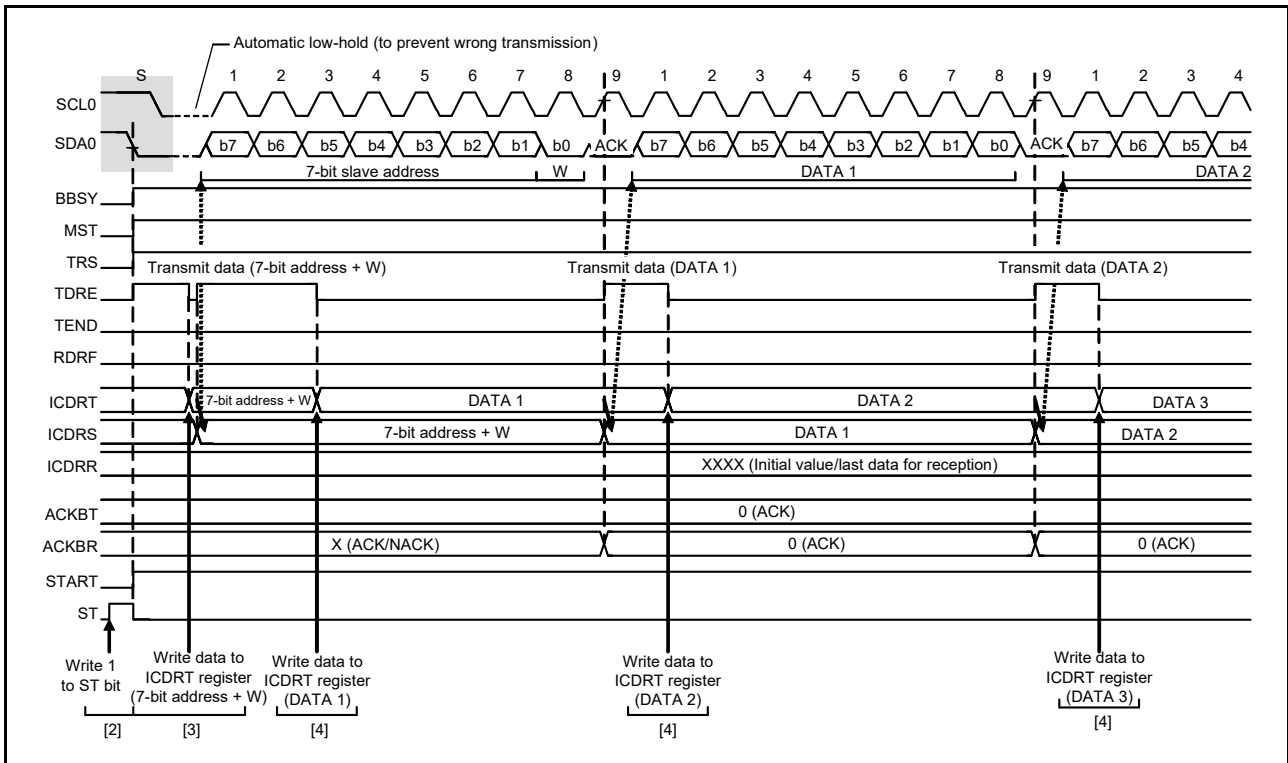 Automatic low-hold (to prevent wrong transmission)
S 1 2 3 4 5 6 7 8 9 1 2 3 4 5 6 7 8 9 1 2 3 4
SCL0
SDA0 b7 b6 b5 b4 b3 b2 b1 b0 ACK b7 b6 b5 b4 b3 b2 b1 b0 ACK b7 b6 b5 b4
7-bit slave address W DATA 1 DATA 2
BBSY
MST
TRS
Transmit data (7-bit address + W) Transmit data (DATA 1) Transmit data (DATA 2)
TDRE
TEND
RDRF
ICDRT 7-bit address + W DATA 1 DATA 2 DATA 3
ICDRS 7-bit address + W DATA 1 DATA 2
ICDRR XXXX (Initial value/last data for reception)
ACKBT 0 (ACK)
ACKBR X (ACK/NACK) 0 (ACK) 0 (ACK)
START
ST
Write 1
to ST bit
Write data to
ICDRT register
(7-bit address + W)
Write data to
ICDRT register
(DATA 1)
Write data to
ICDRT register
(DATA 2)
Write data to
ICDRT register
(DATA 3)
[2] [3] [4] [4] [4]